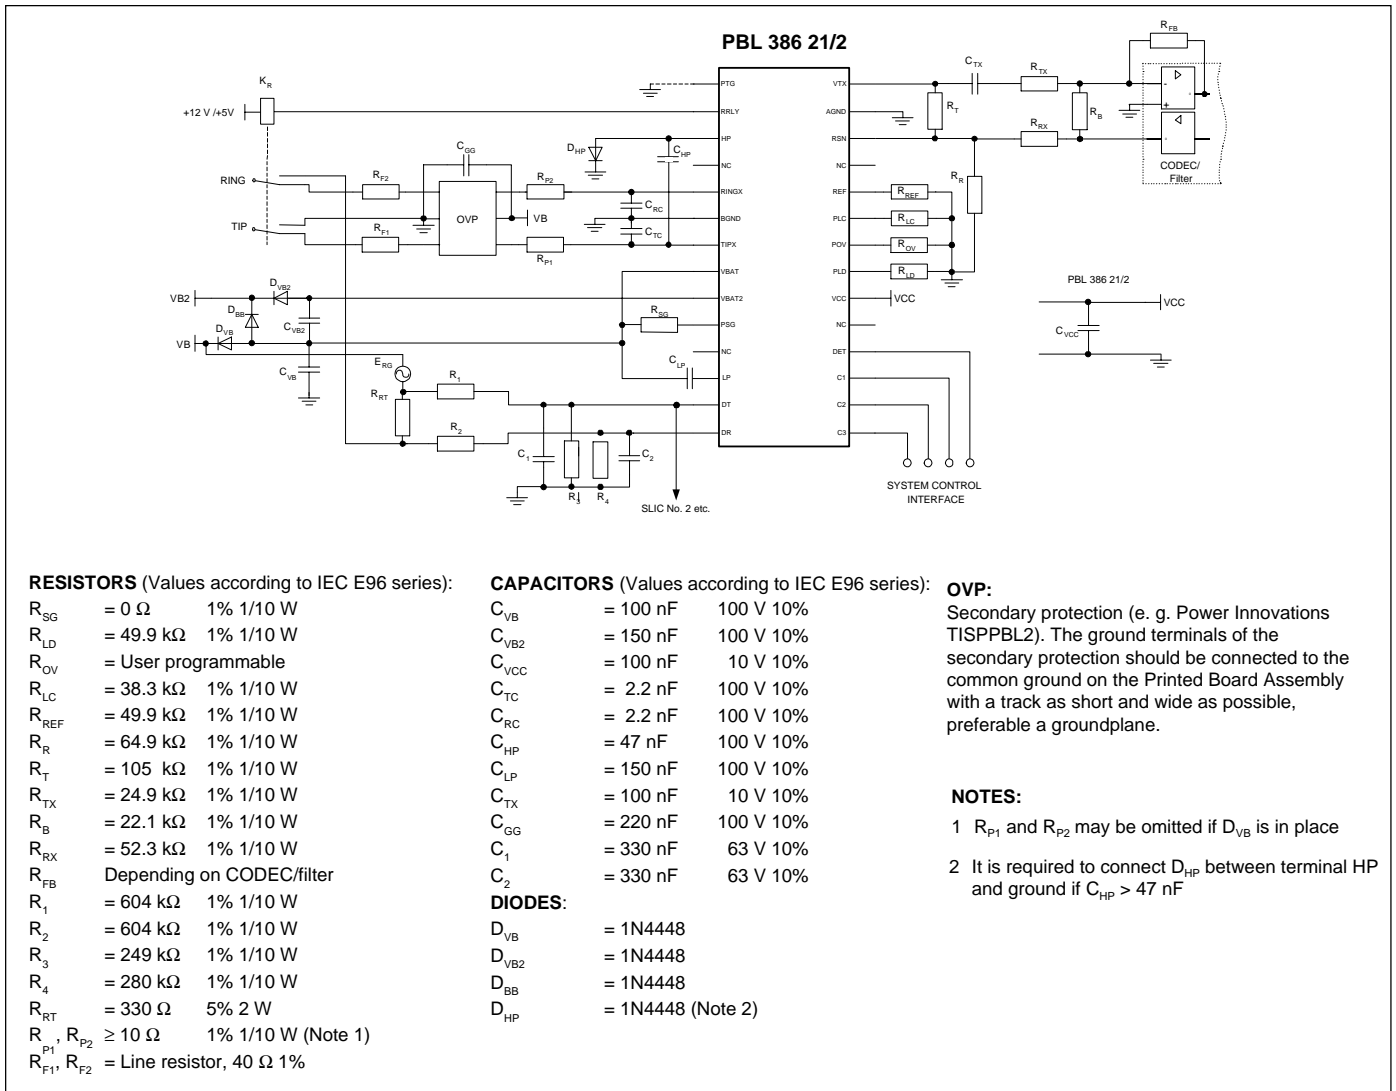 PBL 386 21/2
R_FB
K_R
C_TX
R_TX
+12 V /+5V
PTG
VTX
RRLY
AGND
R_T
R_B
R_RX
HP
RSN
D_HP
C_HP
C_GG
NC
NC
CODEC/
Filter
RING
R_F2
R_P2
RINGX
REF
R_REF
R_R
C_RC
OVP
VB
BGND
PLC
R_LC
TIP
R_F1
C_TC
TIPX
POV
R_OV
R_P1
VBAT
PLD
R_LD
PBL 386 21/2
D_VB2
VB2
VBAT2
VCC
VCC
VCC
D_BB
C_VB2
R_SG
PSG
NC
C_VCC
D_VB
VB
NC
DET
E_RG
C_LP
C_VB
LP
C1
R_1
R_RT
DT
C2
R_2
DR
C3
C_1
C_2
R_3
R_4
SLIC No. 2 etc.
SYSTEM CONTROL
INTERFACE
RESISTORS (Values according to IEC E96 series):
R_SG = 0 Ω 1% 1/10 W
R_LD = 49.9 kΩ 1% 1/10 W
R_OV = User programmable
R_LC = 38.3 kΩ 1% 1/10 W
R_REF = 49.9 kΩ 1% 1/10 W
R_R = 64.9 kΩ 1% 1/10 W
R_T = 105 kΩ 1% 1/10 W
R_TX = 24.9 kΩ 1% 1/10 W
R_B = 22.1 kΩ 1% 1/10 W
R_RX = 52.3 kΩ 1% 1/10 W
R_FB Depending on CODEC/filter
R_1 = 604 kΩ 1% 1/10 W
R_2 = 604 kΩ 1% 1/10 W
R_3 = 249 kΩ 1% 1/10 W
R_4 = 280 kΩ 1% 1/10 W
R_RT = 330 Ω 5% 2 W
R_P1, R_P2 ≥ 10 Ω 1% 1/10 W (Note 1)
R_F1, R_F2 = Line resistor, 40 Ω 1%
CAPACITORS (Values according to IEC E96 series):
C_VB = 100 nF 100 V 10%
C_VB2 = 150 nF 100 V 10%
C_VCC = 100 nF 10 V 10%
C_TC = 2.2 nF 100 V 10%
C_RC = 2.2 nF 100 V 10%
C_HP = 47 nF 100 V 10%
C_LP = 150 nF 100 V 10%
C_TX = 100 nF 10 V 10%
C_GG = 220 nF 100 V 10%
C_1 = 330 nF 63 V 10%
C_2 = 330 nF 63 V 10%
DIODES:
D_VB = 1N4448
D_VB2 = 1N4448
D_BB = 1N4448
D_HP = 1N4448 (Note 2)
OVP:
Secondary protection (e. g. Power Innovations
TISPPBL2). The ground terminals of the
secondary protection should be connected to the
common ground on the Printed Board Assembly
with a track as short and wide as possible,
preferable a groundplane.
NOTES:
1 R_P1 and R_P2 may be omitted if D_VB is in place
2 It is required to connect D_HP between terminal HP
and ground if C_HP > 47 nF